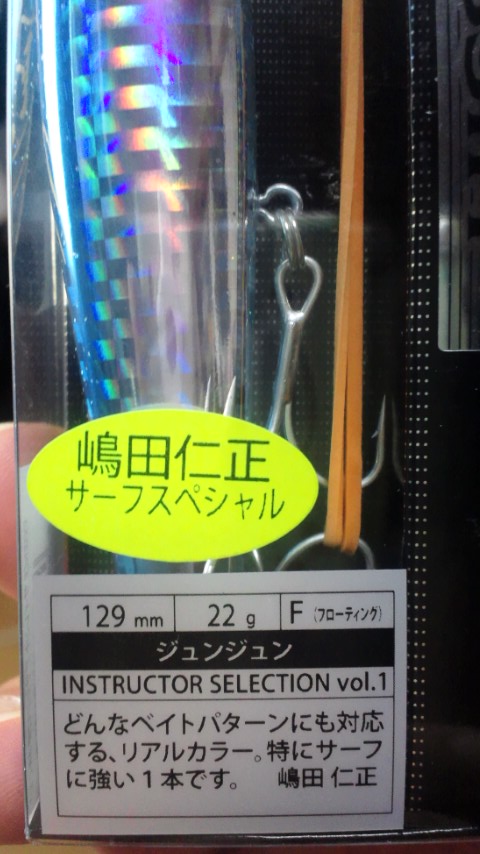 嶋田仁正
サーフスペシャル
129 mm 22 g F (フローティング)
ジュンジュン
INSTRUCTOR SELECTION vol.1
どんなベイトパターンにも対応
する、リアルカラー。特にサーフ
に強い1本です。 嶋田 仁正